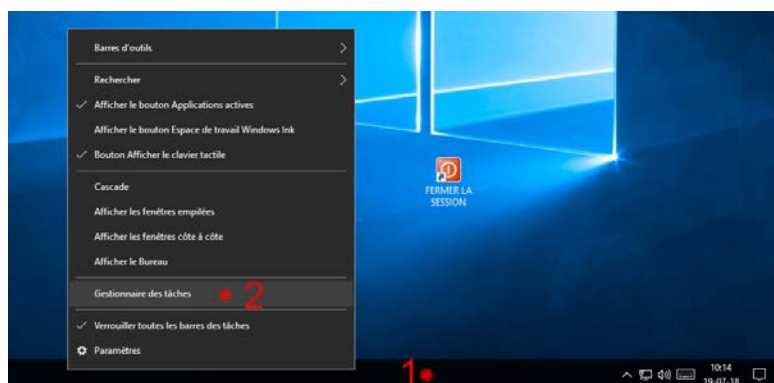 Barres d'outils
Rechercher
Afficher le bouton Applications actives
Afficher le bouton Espace de travail Windows Ink
Bouton Afficher le clavier tactile
Cascade
Afficher les fenêtres empilées
Afficher les fenêtres côte à côte
Afficher le Bureau
Gestionnaire des tâches
2
Verrouiller toutes les barres des tâches
Paramètres
FERMER LA
SESSION
1
10:14
19-07-18